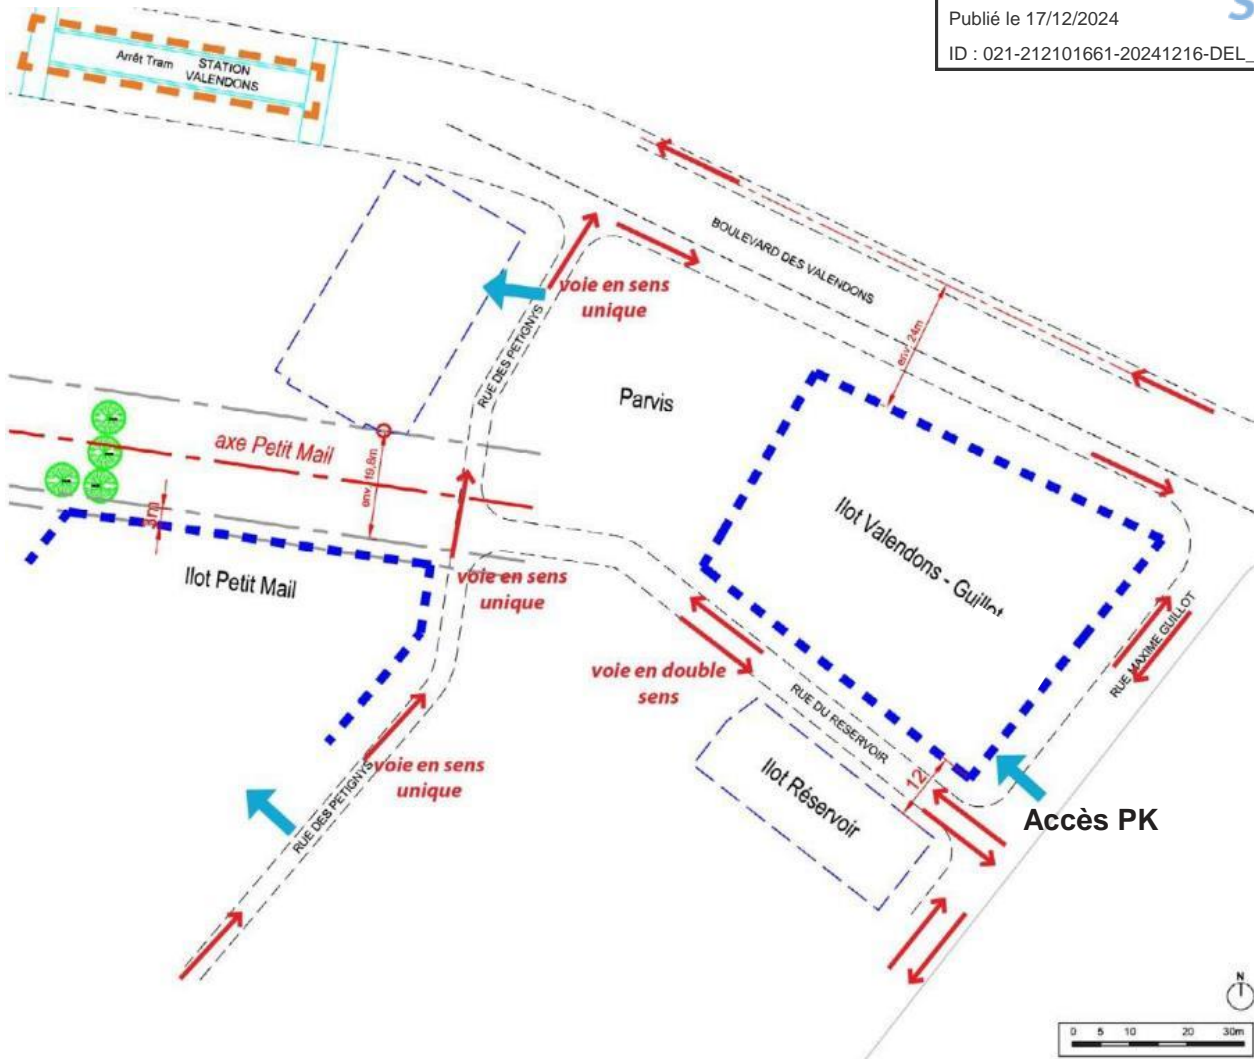 Publié le 17/12/2024
ID : 021-212101661-20241216-DEL_
Arrêt Tram
STATION
VALENDONS
BOULEVARD DES VALENDONS
voie en sens
unique
RUE DES PETIGNYS
env. 24m
Parvis
axe Petit Mail
env. 19,8m
3m
Ilot Valendons - Guillot
Ilot Petit Mail
voie en sens
unique
RUE MAXIME GUILLOT
voie en double
sens
RUE DU RESERVOIR
voie en sens
unique
Ilot Réservoir
12
RUE DES PETIGNYS
Accès PK
N
0 5 10 20 30m